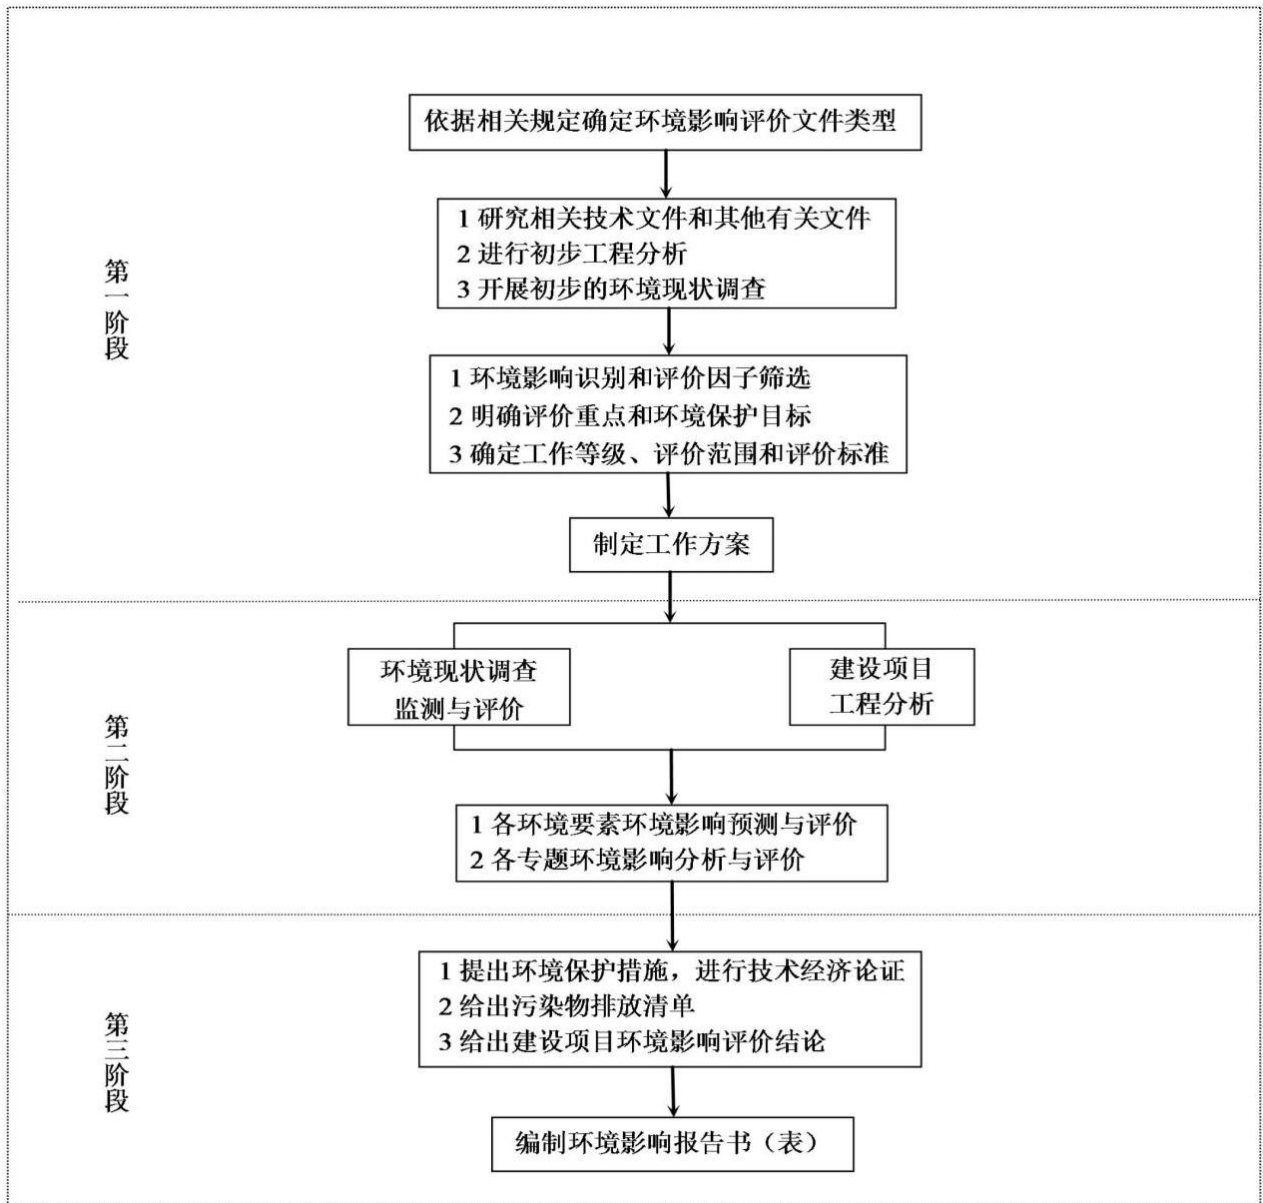 依据相关规定确定环境影响评价文件类型
1 研究相关技术文件和其他有关文件
2 进行初步工程分析
3 开展初步的环境现状调查
第一阶段
1 环境影响识别和评价因子筛选
2 明确评价重点和环境保护目标
3 确定工作等级、评价范围和评价标准
制定工作方案
环境现状调查
监测与评价
建设项目
工程分析
第二阶段
1 各环境要素环境影响预测与评价
2 各专题环境影响分析与评价
1 提出环境保护措施，进行技术经济论证
2 给出污染物排放清单
3 给出建设项目环境影响评价结论
第三阶段
编制环境影响报告书（表）